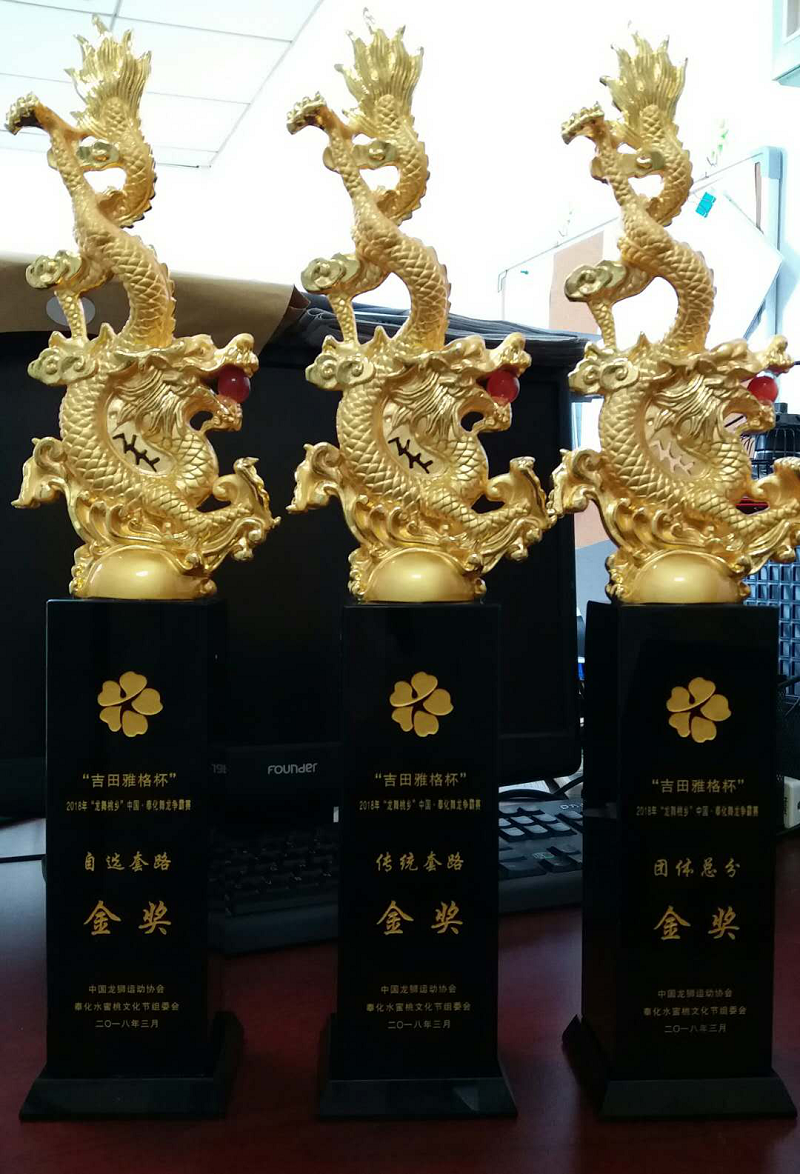 “吉田雅格杯”
2018年“龙舞桃乡”中国·奉化舞龙争霸赛
自选套路
金奖
中国龙狮运动协会
奉化水蜜桃文化节组委会
二〇一八年三月
“吉田雅格杯”
2018年“龙舞桃乡”中国·奉化舞龙争霸赛
传统套路
金奖
中国龙狮运动协会
奉化水蜜桃文化节组委会
二〇一八年三月
“吉田雅格杯”
2018年“龙舞桃乡”中国·奉化舞龙争霸赛
团体总分
金奖
中国龙狮运动协会
奉化水蜜桃文化节组委会
二〇一八年三月
FOUNDER